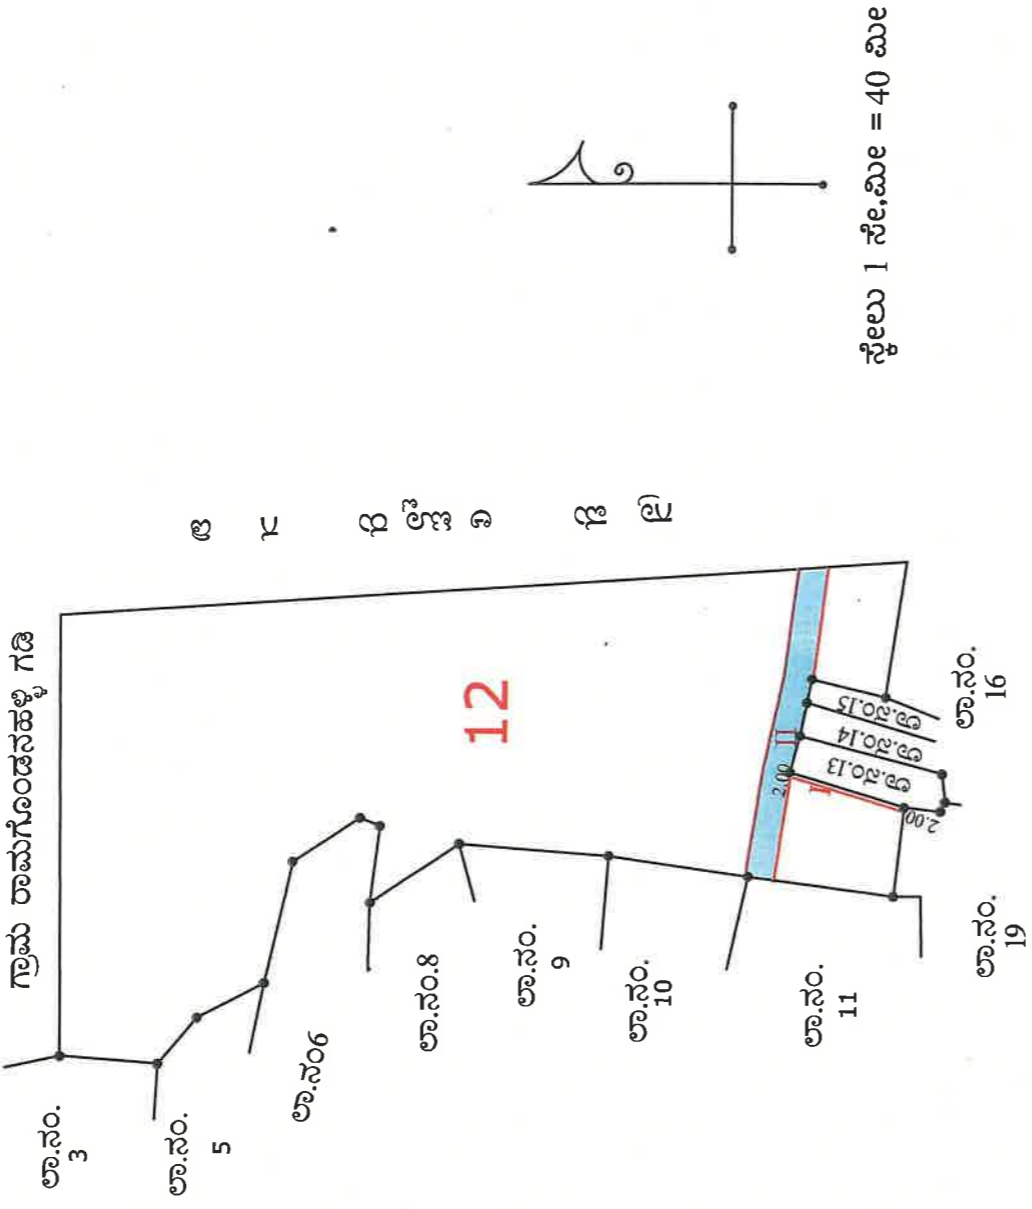 ಗ್ರಾಮ ರಾಮಗೊಂಡನಹಳ್ಳಿ ಗಡಿ
ಲಾ.ನಂ.
3
ಲಾ.ನಂ.
5
ಲಾ.ನಂ6
ಲಾ.ನಂ.8
ಲಾ.ನಂ.
9
ಲಾ.ನಂ.
10
ಲಾ.ನಂ.
11
ಲಾ.ನಂ.
19
ಲಾ.ನಂ.
16
12
2.00
I
II
ಲಾ.ನಂ.13
ಲಾ.ನಂ.14
ಲಾ.ನಂ.15
2.00
ಸ್ಕೇಲು 1 ಸೇ.ಮೀ = 40 ಮೀ